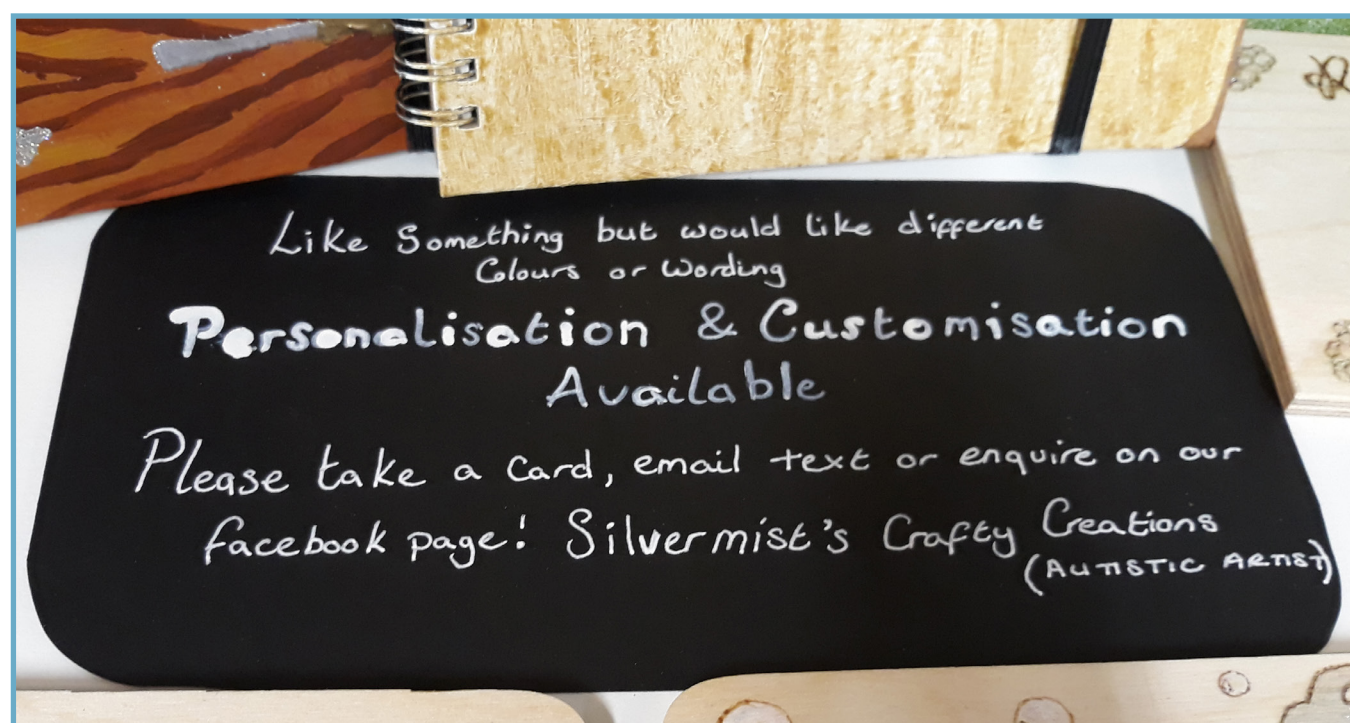 Like Something but would like different
Colours or Wording
Personalisation & Customisation
Available
Please take a Card, email text or enquire on our
facebook page! Silvermist's Crafty Creations
(AUTISTIC ARTIST)